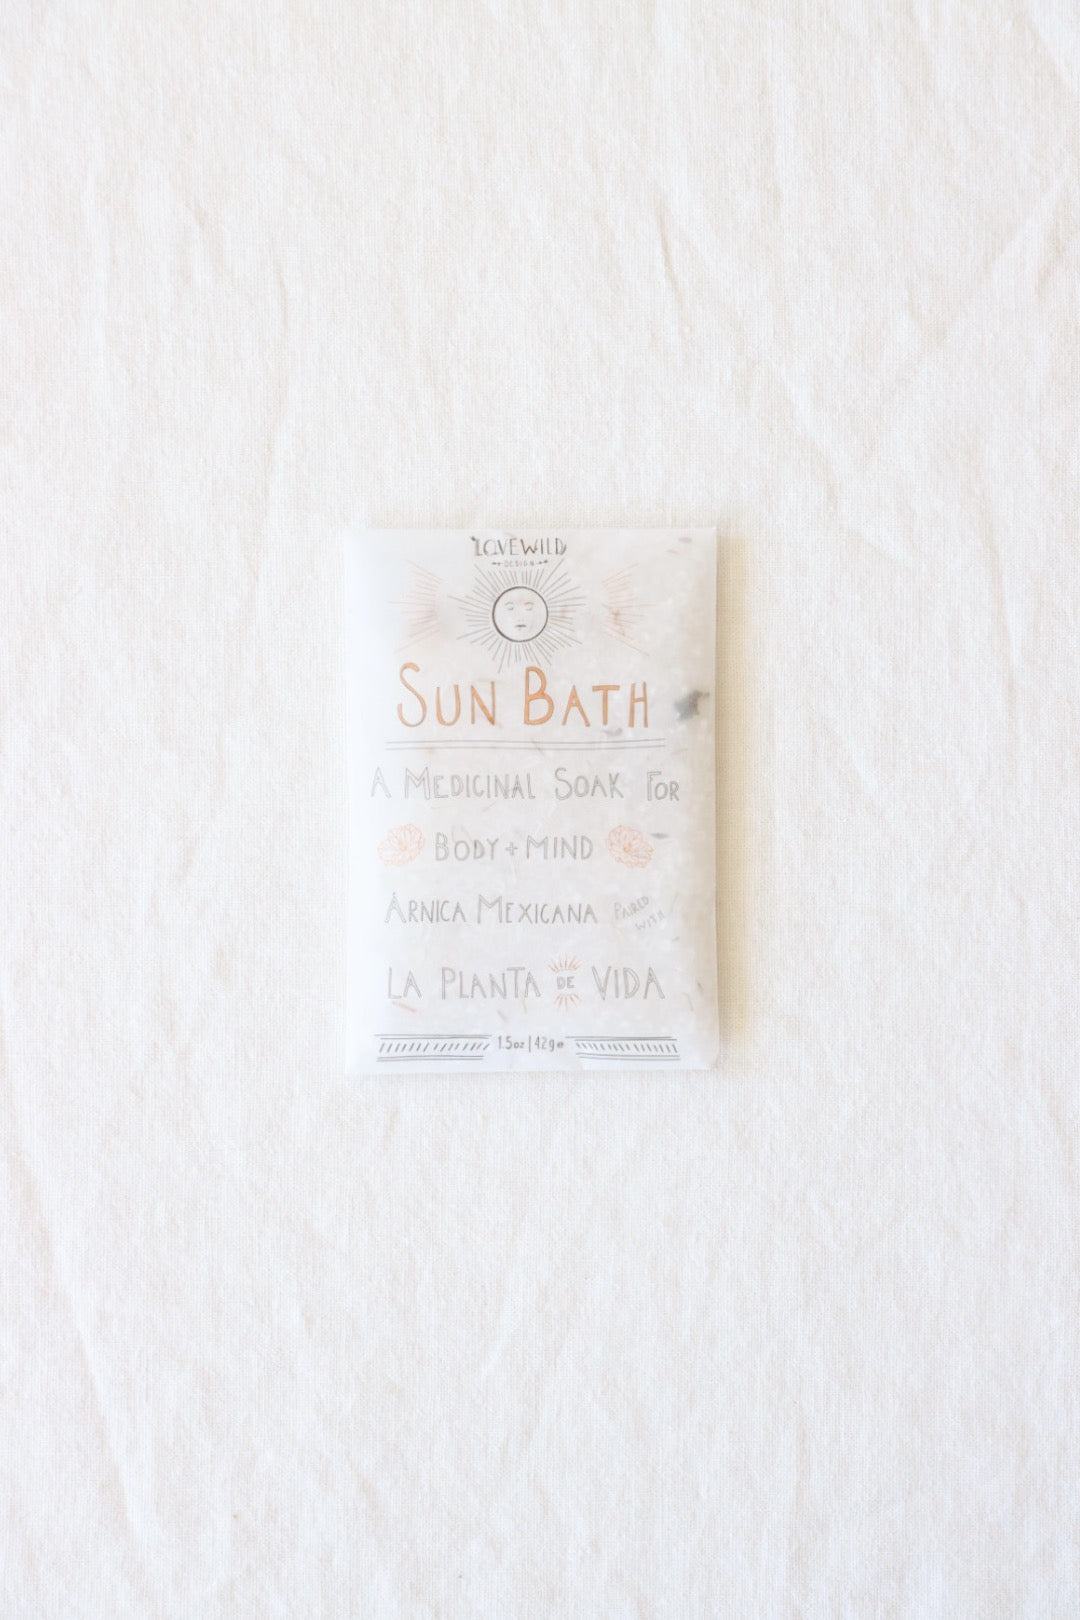 LOVEWILD
DESIGN
SUN BATH
A MEDICINAL SOAK FOR
BODY + MIND
ÁRNICA MEXICANA PAIRED WITH
LA PLANTA DE VIDA
1.5oz | 42g e